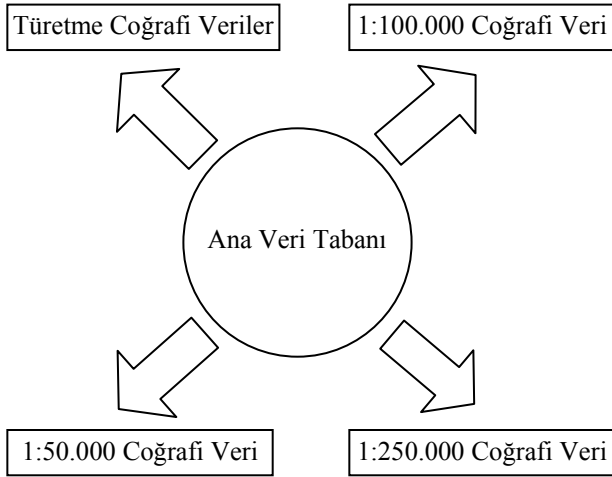 Türetme Coğrafi Veriler
1:100.000 Coğrafi Veri
Ana Veri Tabanı
1:50.000 Coğrafi Veri
1:250.000 Coğrafi Veri